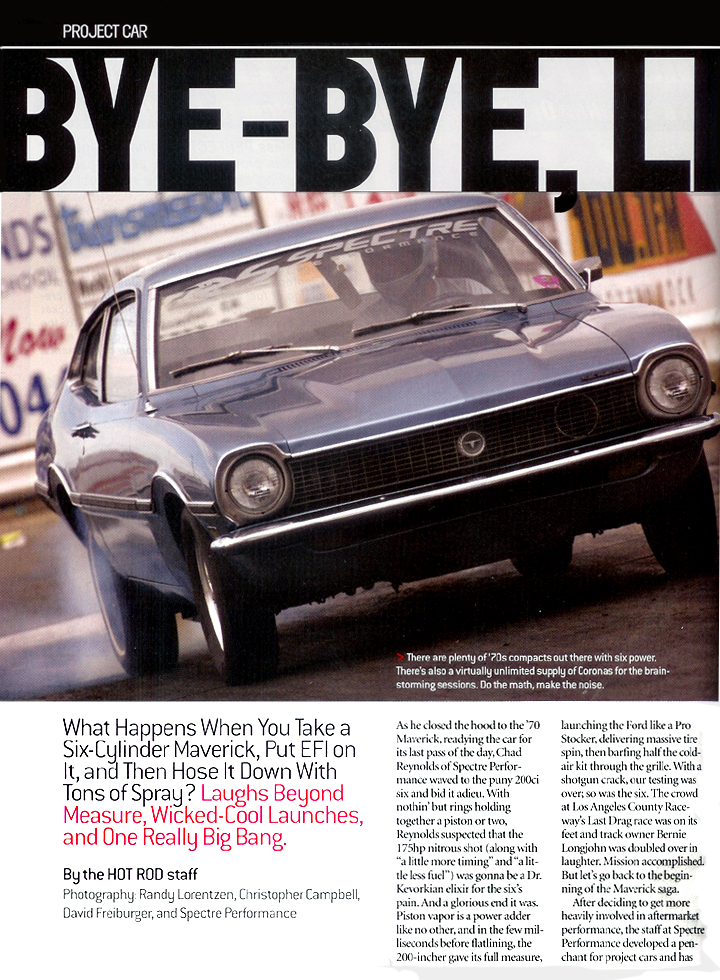 PROJECT CAR
BYE-BYE, LI
NDS
Transmission
OOL
Now
04
SPECTRE
ORMANCE
> There are plenty of '70s compacts out there with six power.
There's also a virtually unlimited supply of Coronas for the brain-
storming sessions. Do the math, make the noise.
What Happens When You Take a
Six-Cylinder Maverick, Put EFI on
It, and Then Hose It Down With
Tons of Spray? Laughs Beyond
Measure, Wicked-Cool Launches,
and One Really Big Bang.
By the HOT ROD staff
Photography: Randy Lorentzen, Christopher Campbell,
David Freiburger, and Spectre Performance
As he closed the hood to the '70
Maverick, readying the car for
its last pass of the day, Chad
Reynolds of Spectre Perfor-
mance waved to the puny 200ci
six and bid it adieu. With
nothin' but rings holding
together a piston or two,
Reynolds suspected that the
175hp nitrous shot (along with
"a little more timing" and "a lit-
tle less fuel") was gonna be a Dr.
Kevorkian elixir for the six's
pain. And a glorious end it was.
Piston vapor is a power adder
like no other, and in the few mil-
liseconds before flatlining, the
200-incher gave its full measure,
launching the Ford like a Pro
Stocker, delivering massive tire
spin, then barfing half the cold-
air kit through the grille. With a
shotgun crack, our testing was
over; so was the six. The crowd
at Los Angeles County Race-
way's Last Drag race was on its
feet and track owner Bernie
Longjohn was doubled over in
laughter. Mission accomplished.
But let's go back to the begin-
ning of the Maverick saga.
After deciding to get more
heavily involved in aftermarket
performance, the staff at Spectre
Performance developed a pen-
chant for project cars and has